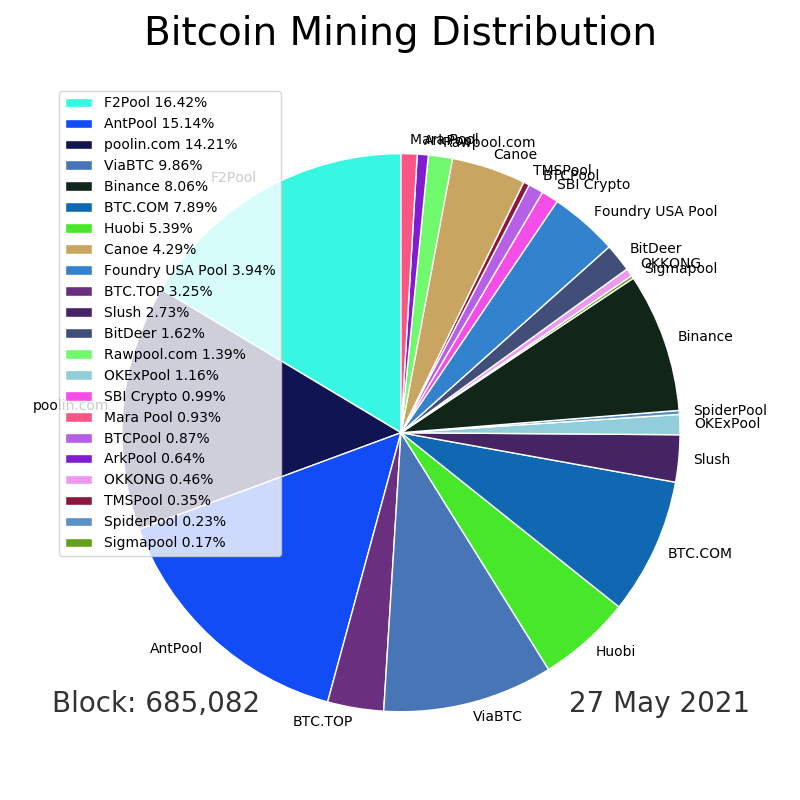 Bitcoin Mining Distribution
F2Pool 16.42%
AntPool 15.14%
poolin.com 14.21%
ViaBTC 9.86%
Binance 8.06%
BTC.COM 7.89%
Huobi 5.39%
Canoe 4.29%
Foundry USA Pool 3.94%
BTC.TOP 3.25%
Slush 2.73%
BitDeer 1.62%
Rawpool.com 1.39%
OKExPool 1.16%
SBI Crypto 0.99%
Mara Pool 0.93%
BTCPool 0.87%
ArkPool 0.64%
OKKONG 0.46%
TMSPool 0.35%
SpiderPool 0.23%
Sigmapool 0.17%
Mara Pool
ArkPool
Rawpool.com
Canoe
TMSPool
BTCPool
SBI Crypto
Foundry USA Pool
BitDeer
OKKONG
Sigmapool
Binance
SpiderPool
OKExPool
Slush
BTC.COM
Huobi
ViaBTC
BTC.TOP
AntPool
poolin.com
F2Pool
Block: 685,082
27 May 2021